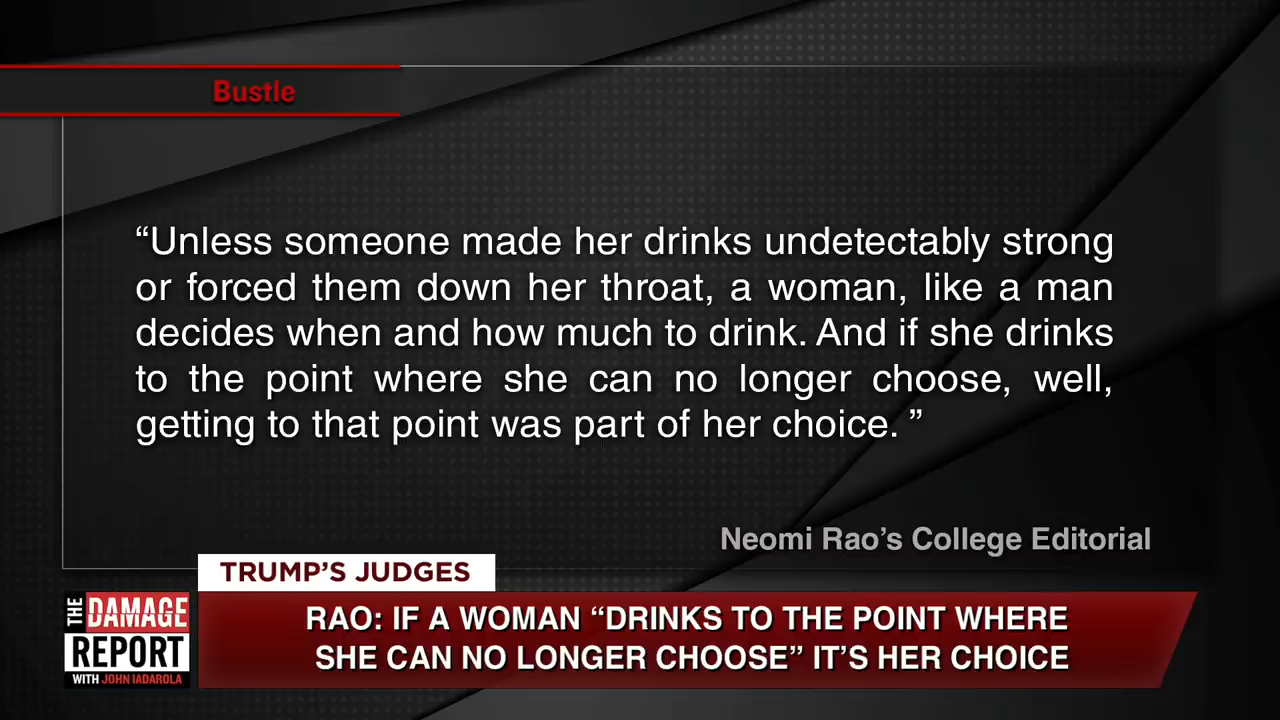 Bustle
“Unless someone made her drinks undetectably strong
or forced them down her throat, a woman, like a man
decides when and how much to drink. And if she drinks
to the point where she can no longer choose, well,
getting to that point was part of her choice. ”
Neomi Rao’s College Editorial
TRUMP’S JUDGES
THE DAMAGE REPORT
WITH JOHN IADAROLA
RAO: IF A WOMAN “DRINKS TO THE POINT WHERE
SHE CAN NO LONGER CHOOSE” IT’S HER CHOICE